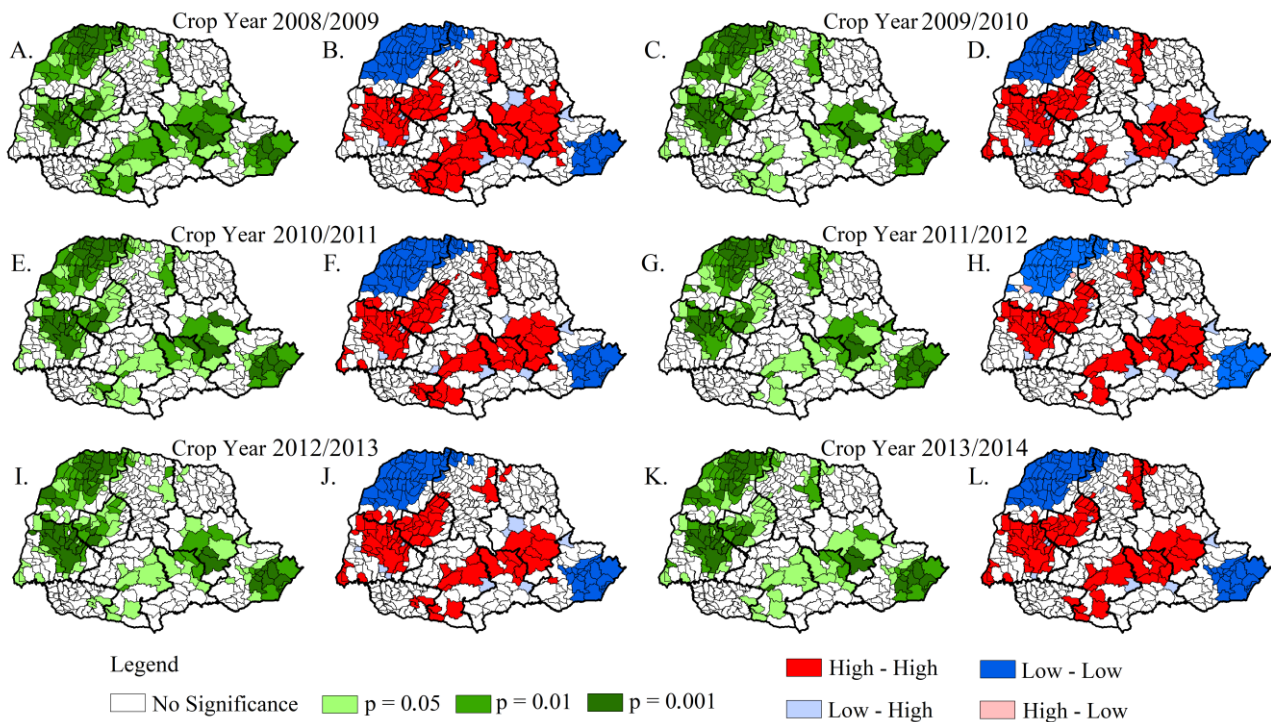 Crop Year 2008/2009
Crop Year 2009/2010
A.
B.
C.
D.
Crop Year 2010/2011
Crop Year 2011/2012
E.
F.
G.
H.
Crop Year 2012/2013
Crop Year 2013/2014
I.
J.
K.
L.
Legend
No Significance
p = 0.05
p = 0.01
p = 0.001
High - High
Low - Low
Low - High
High - Low